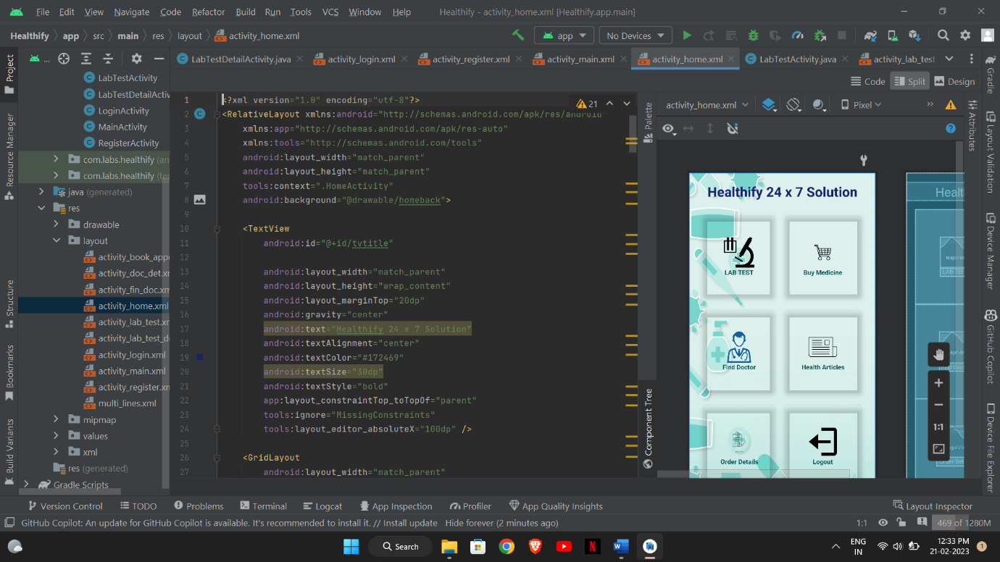 File Edit View Navigate Code Refactor Build Run Tools VCS Window Help Healthify - activity_home.xml [Healthify.app.main]
Healthify app src main res layout activity_home.xml app No Devices
Project
... LabTestDetailActivity.java activity_login.xml activity_register.xml activity_main.xml activity_home.xml LabTestActivity.java activity_lab_test
Code Split Design
LabTestActivity
LabTestDetailActiv
LoginActivity
MainActivity
RegisterActivity
com.labs.healthify (an
com.labs.healthify (tes
java (generated)
res
drawable
layout
activity_book_app
activity_doc_det.xn
activity_fin_doc.xm
activity_home.xml
activity_lab_test.xn
activity_lab_test_d
activity_login.xml
activity_main.xml
activity_register.xn
multi_lines.xml
mipmap
values
xml
res (generated)
Gradle Scripts
Resource Manager
Structure
Bookmarks
Build Variants
1 <?xml version="1.0" encoding="utf-8"?>
2 <RelativeLayout xmlns:android="http://schemas.android.com/apk/res/android"
3 xmlns:app="http://schemas.android.com/apk/res-auto"
4 xmlns:tools="http://schemas.android.com/tools"
5 android:layout_width="match_parent"
6 android:layout_height="match_parent"
7 tools:context=".HomeActivity"
8 android:background="@drawable/homeback">
9
10 <TextView
11 android:id="@+id/tvtitle"
12
13 android:layout_width="match_parent"
14 android:layout_height="wrap_content"
15 android:layout_marginTop="20dp"
16 android:gravity="center"
17 android:text="Healthify 24 x 7 Solution"
18 android:textAlignment="center"
19 android:textColor="#172469"
20 android:textSize="30dp"
21 android:textStyle="bold"
22 app:layout_constraintTop_toTopOf="parent"
23 tools:ignore="MissingConstraints"
24 tools:layout_editor_absoluteX="100dp" />
25
26 <GridLayout
27 android:layout_width="match_parent"
21
Palette
Component Tree
activity_home.xml Pixel
Healthify 24 x 7 Solution
LAB TEST Buy Medicine
Find Doctor Health Articles
Order Details Logout
Healt
LAB TES
Order Det
1:1
Attributes
Gradle
Layout Validation
Device Manager
GitHub Copilot
Device File Explorer
Version Control TODO Problems Terminal Logcat App Inspection Profiler App Quality Insights Layout Inspector
GitHub Copilot: An update for GitHub Copilot is available. It's recommended to install it. // Install update Hide forever (2 minutes ago) 1:1 469 of 1280M
Search ENG IN 12:33 PM 21-02-2023 1